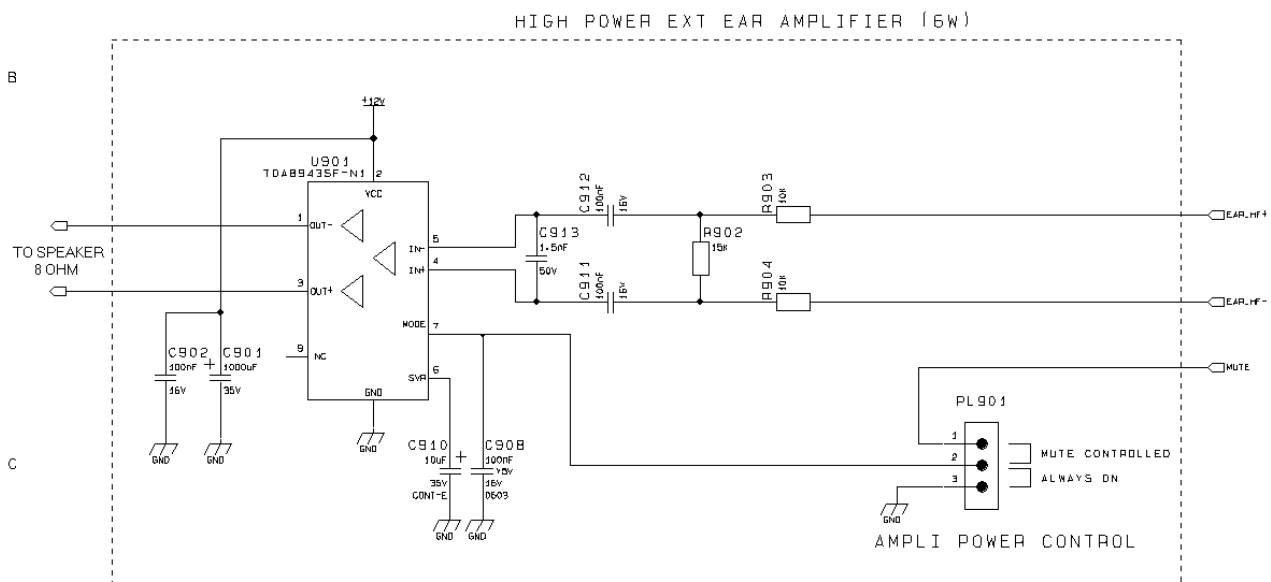 HIGH POWER EXT EAR AMPLIFIER (6W)
B
+12V
U901
TDA8943SF-N1
2
VCC
1
OUT-
TO SPEAKER
8 OHM
3
OUT+
5
IN-
4
IN+
MODE
7
9
NC
6
SVR
GND
GND
C902
100nF
16V
GND
+
C901
1000uF
35V
GND
C910
10uF
+
35V
CONT-E
GND
C908
100nF
Y5V
16V
0603
GND
C913
1.5nF
50V
C912
100nF
16V
C911
100nF
16V
R902
15K
R903
10K
R904
10K
EAR_HF+
EAR_HF-
MUTE
PL901
1
2
3
MUTE CONTROLLED
ALWAYS ON
GND
AMPLI POWER CONTROL
C